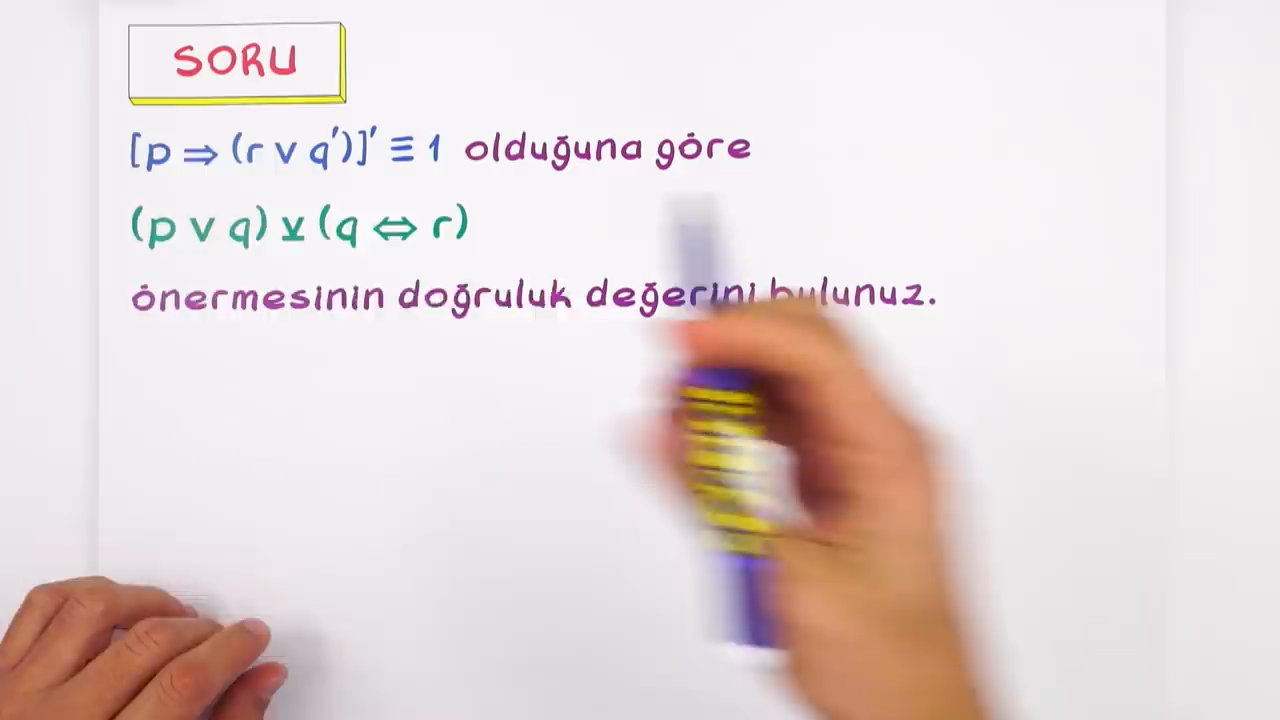 SORU
[p ⇒ (r ∨ q')]' ≡ 1 olduğuna göre
(p ∨ q) ⊻ (q ⇔ r)
önermesinin doğruluk değerini bulunuz.